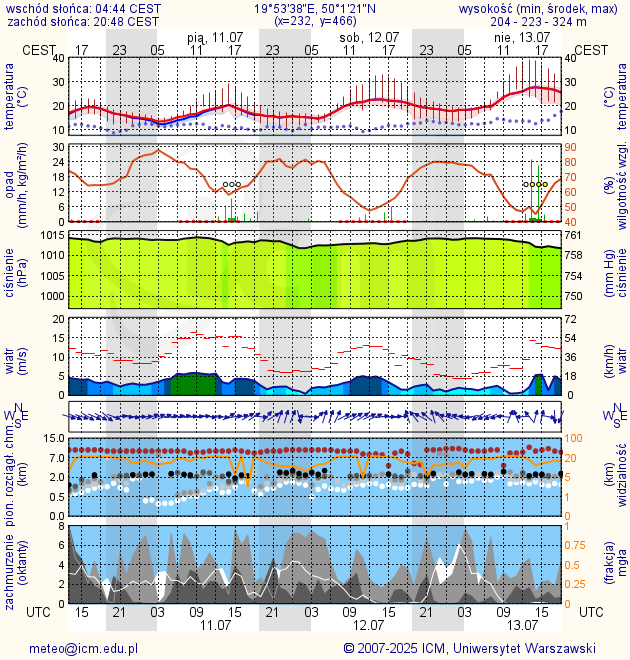 wschód słońca: 04:44 CEST 19°53'38"E, 50°1'21"N wysokość (min, środek, max)
zachód słońca: 20:48 CEST (x=232, y=466) 204 - 223 - 324 m
pią, 11.07 sob, 12.07 nie, 13.07
CEST 17 23 05 11 17 23 05 11 17 23 05 11 17 CEST
temperatura (°C) 40 30 20 10 40 30 20 10 temperatura (°C)
opad (mm/h, kg/m²/h) 30 24 18 12 6 0 90 80 70 60 50 40 (%) wilgotność wzgl.
ciśnienie (hPa) 1015 1010 1005 1000 761 758 754 750 (mm Hg) ciśnienie
wiatr (m/s) 20 15 10 5 0 72 54 36 18 0 (km/h) wiatr
N W E S N W E S
pion. rozciągł. chm. (km) 15.0 7.0 2.0 0.5 0.0 100 20 5 1 0 (km) widzialność
zachmurzenie (oktanty) 8 6 4 2 0 1 0.75 0.5 0.25 0 (frakcja) mgła
UTC 15 21 03 09 15 21 03 09 15 21 03 09 15 UTC
11.07 12.07 13.07
meteo@icm.edu.pl © 2007-2025 ICM, Uniwersytet Warszawski